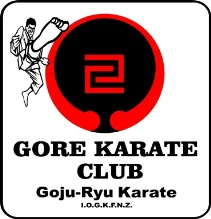 GORE KARATE
CLUB
Goju-Ryu Karate
I.O.G.K.F.N.Z.